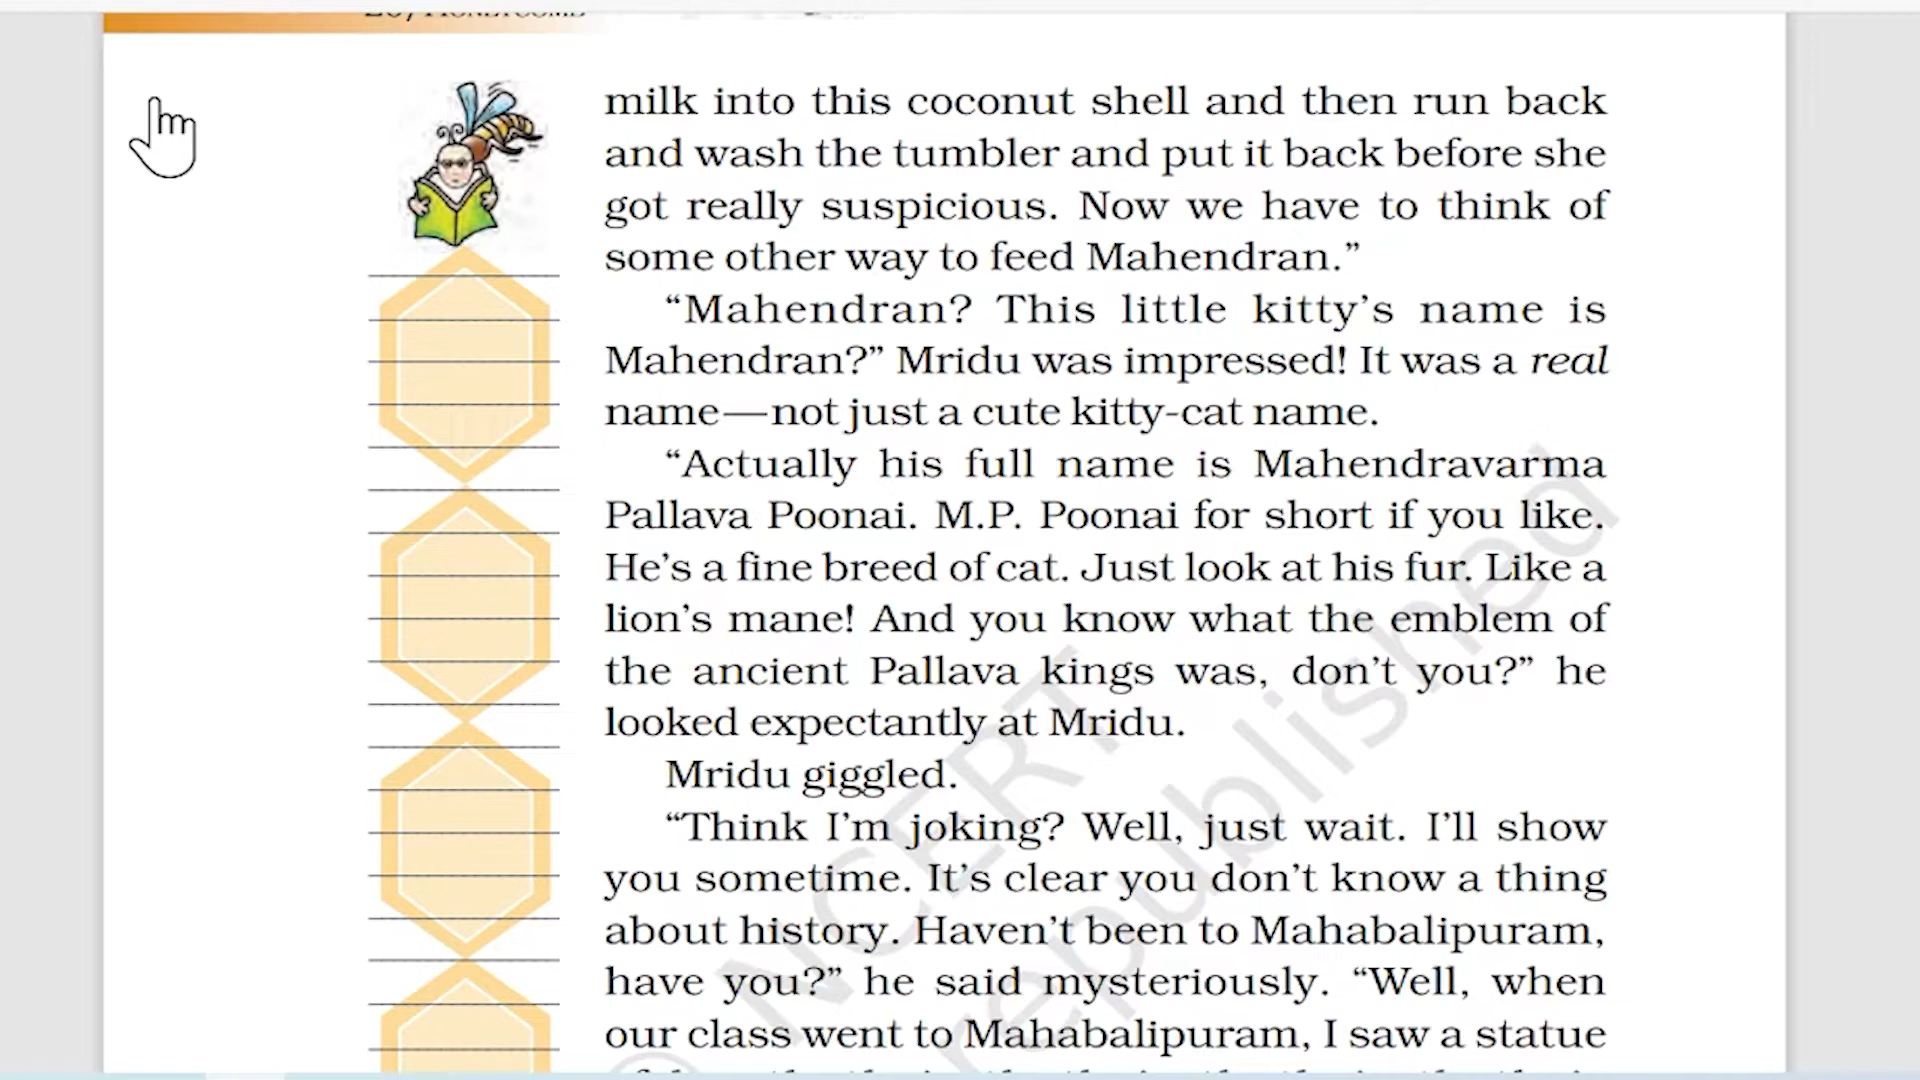 milk into this coconut shell and then run back
and wash the tumbler and put it back before she
got really suspicious. Now we have to think of
some other way to feed Mahendran.”
“Mahendran? This little kitty’s name is
Mahendran?” Mridu was impressed! It was a real
name—not just a cute kitty-cat name.
“Actually his full name is Mahendravarma
Pallava Poonai. M.P. Poonai for short if you like.
He’s a fine breed of cat. Just look at his fur. Like a
lion’s mane! And you know what the emblem of
the ancient Pallava kings was, don’t you?” he
looked expectantly at Mridu.
Mridu giggled.
“Think I’m joking? Well, just wait. I’ll show
you sometime. It’s clear you don’t know a thing
about history. Haven’t been to Mahabalipuram,
have you?” he said mysteriously. “Well, when
our class went to Mahabalipuram, I saw a statue
© NCERT
republished